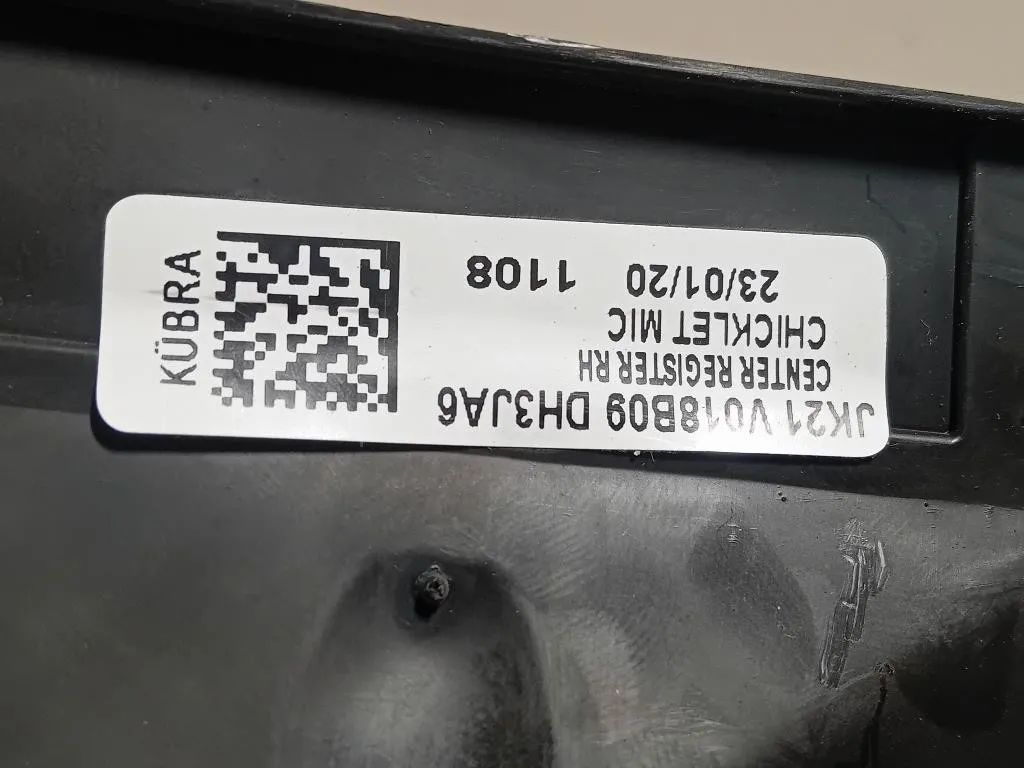 JK21 V018B09 DH3JA6
CENTER REGISTER RH
CHICKLET MIC
23/01/20 1108
KÜBRA